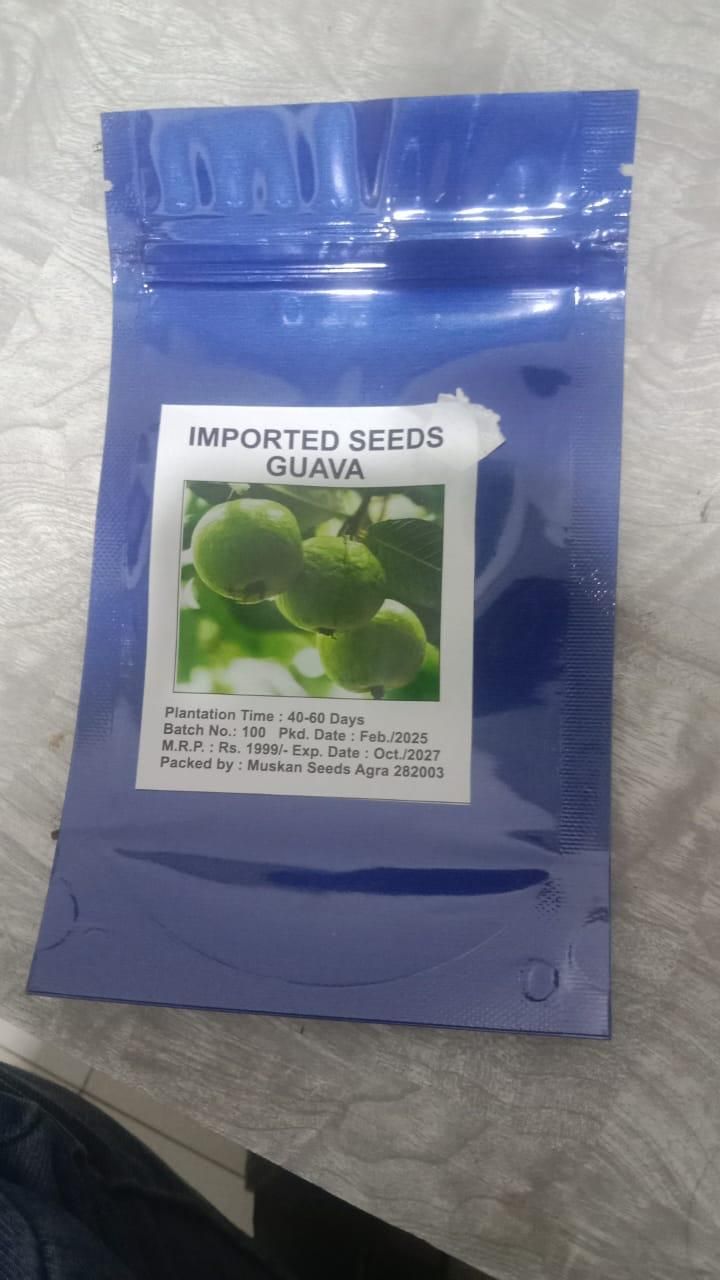 IMPORTED SEEDS
GUAVA
Plantation Time : 40-60 Days
Batch No.: 100 Pkd. Date : Feb./2025
M.R.P. : Rs. 1999/- Exp. Date : Oct./2027
Packed by : Muskan Seeds Agra 282003